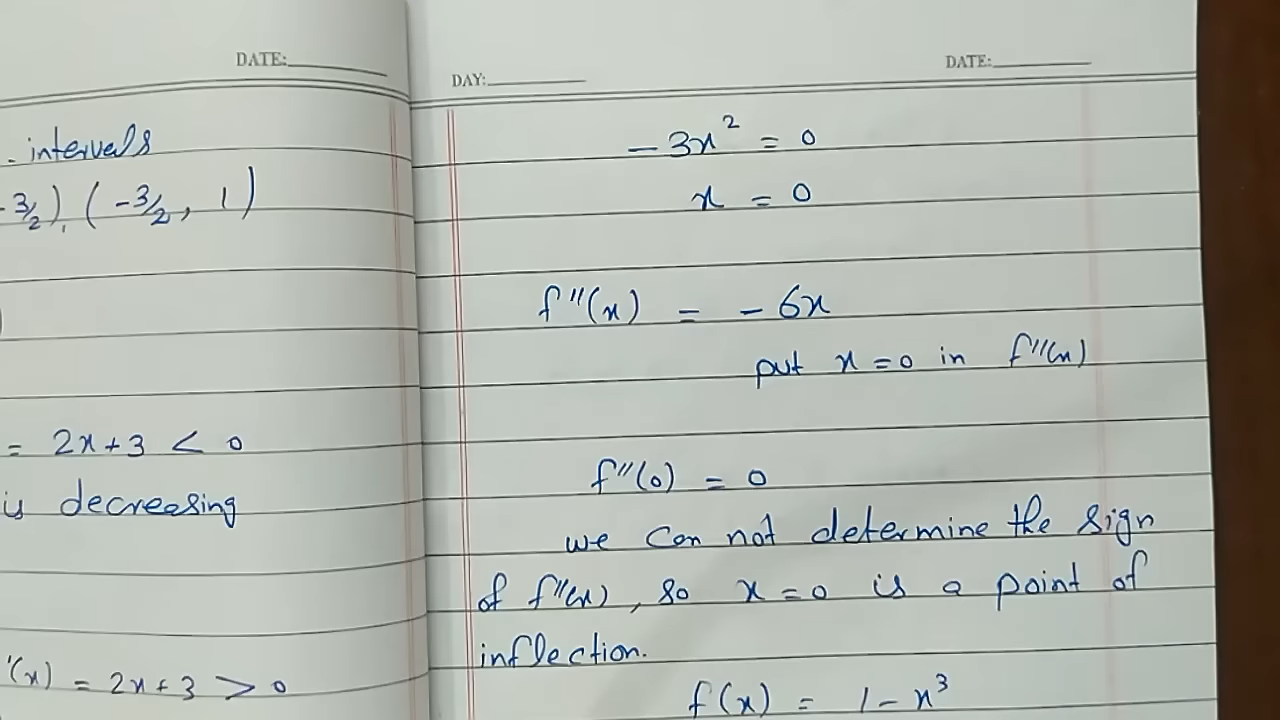 DATE:
- intervals
-3/2), (-3/2, 1)
= 2x+3 < 0
is decreasing
'(x) = 2x+3 > 0
DAY:
DATE:
-3x² = 0
x = 0
f''(x) = -6x
put x=0 in f''(x)
f''(0) = 0
we can not determine the sign
of f''(x), so x=0 is a point of
inflection.
f(x) = 1-x³